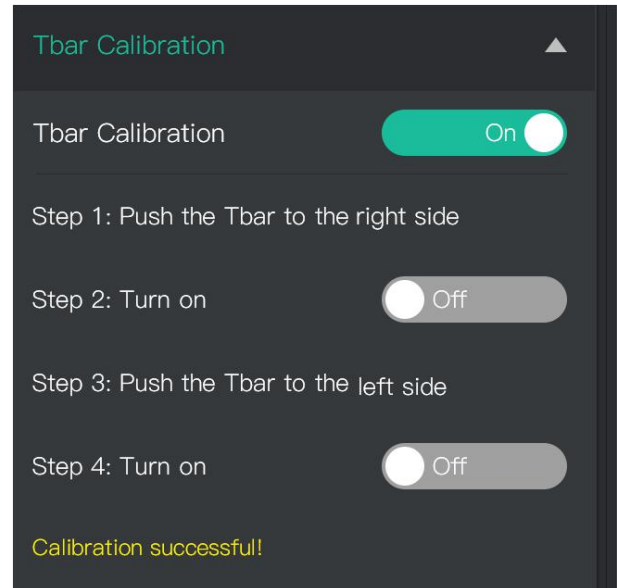 Tbar Calibration
Tbar Calibration On
Step 1: Push the Tbar to the right side
Step 2: Turn on Off
Step 3: Push the Tbar to the left side
Step 4: Turn on Off
Calibration successful!